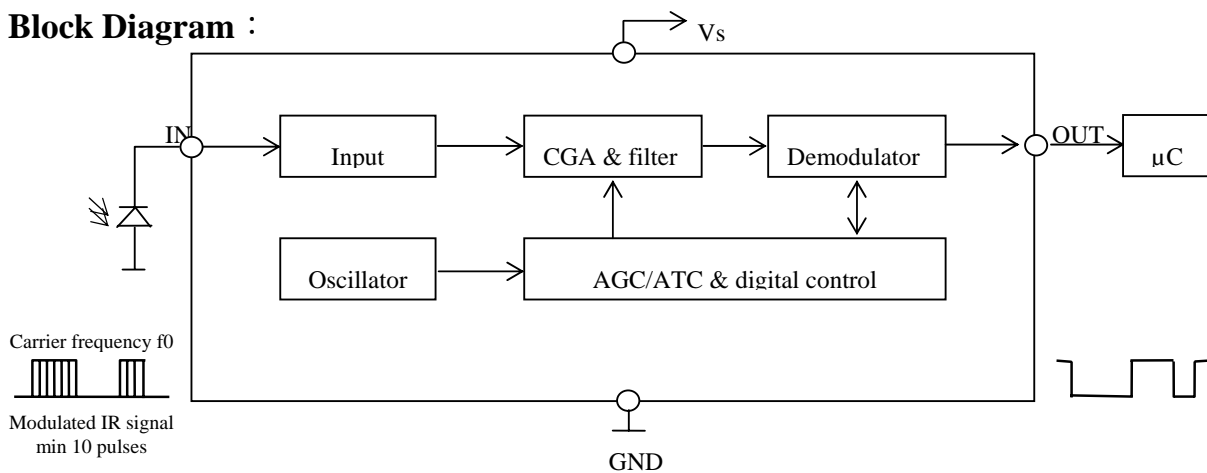 Block Diagram：
Vs
IN
Input
CGA & filter
Demodulator
OUT
µC
Oscillator
AGC/ATC & digital control
Carrier frequency f0
Modulated IR signal
min 10 pulses
GND